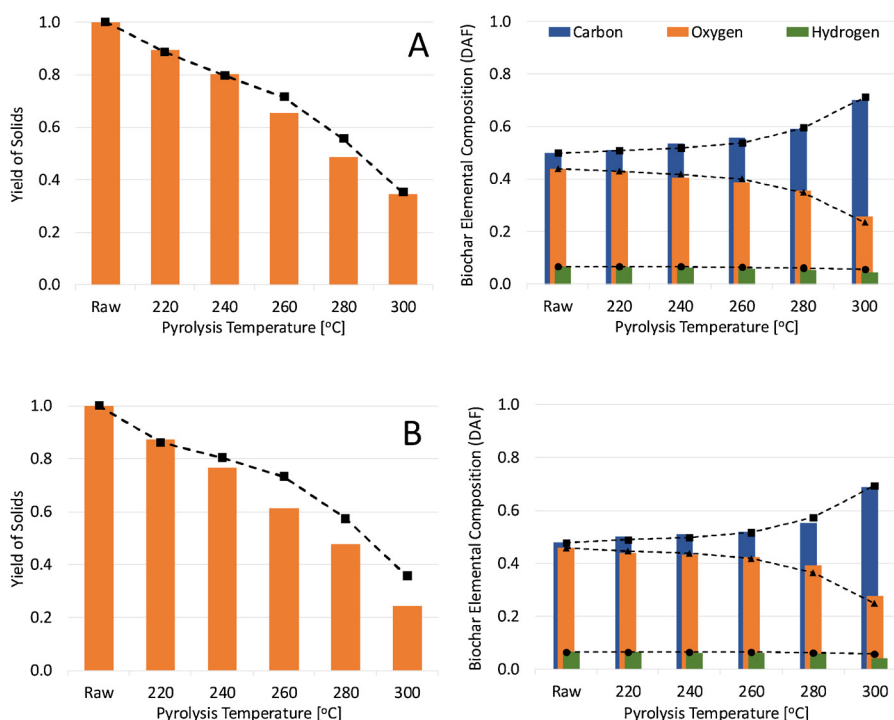 A
Yield of Solids
1.0
0.8
0.6
0.4
0.2
0.0
Raw 220 240 260 280 300
Pyrolysis Temperature [°C]
Carbon Oxygen Hydrogen
Biochar Elemental Composition (DAF)
1.0
0.8
0.6
0.4
0.2
0.0
Raw 220 240 260 280 300
Pyrolysis Temperature [°C]
B
Yield of Solids
1.0
0.8
0.6
0.4
0.2
0.0
Raw 220 240 260 280 300
Pyrolysis Temperature [°C]
Biochar Elemental Composition (DAF)
1.0
0.8
0.6
0.4
0.2
0.0
Raw 220 240 260 280 300
Pyrolysis Temperature [°C]